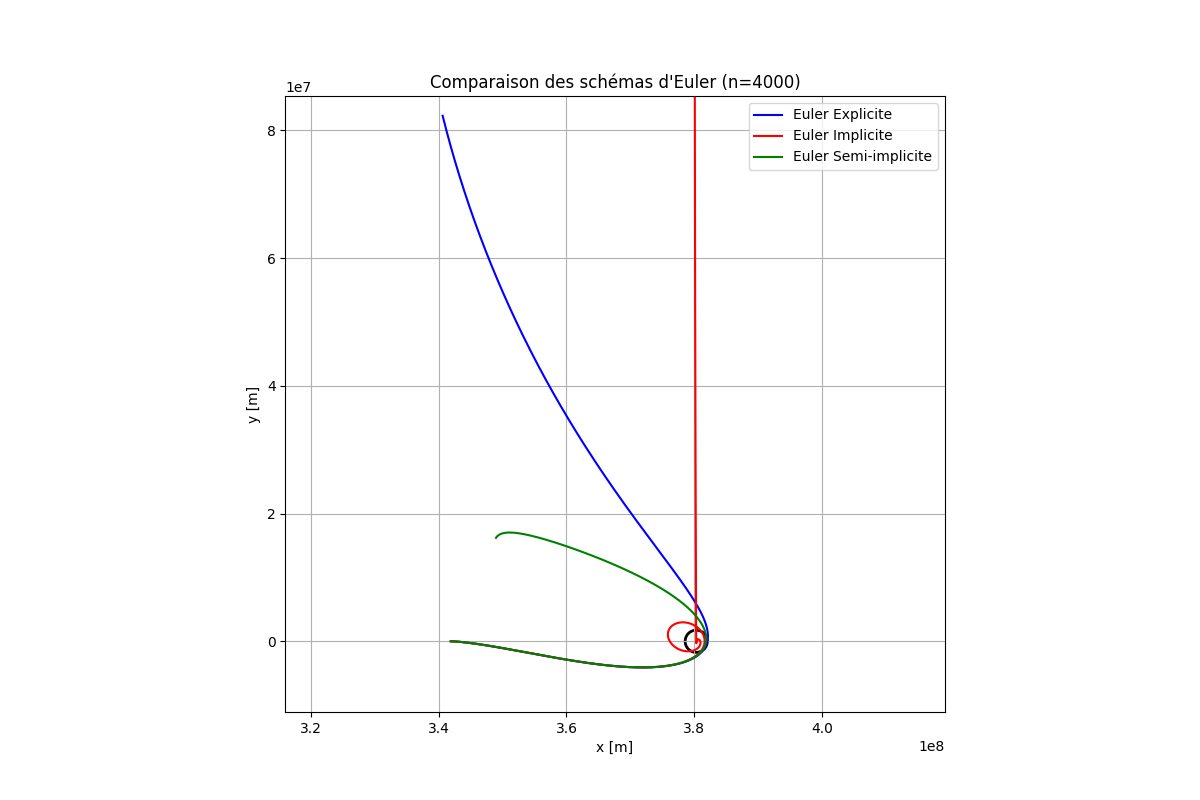 Comparaison des schémas d'Euler (n=4000)
1e7
Euler Explicite
Euler Implicite
Euler Semi-implicite
8
6
4
2
0
y [m]
3.2
3.4
3.6
3.8
4.0
x [m]
1e8